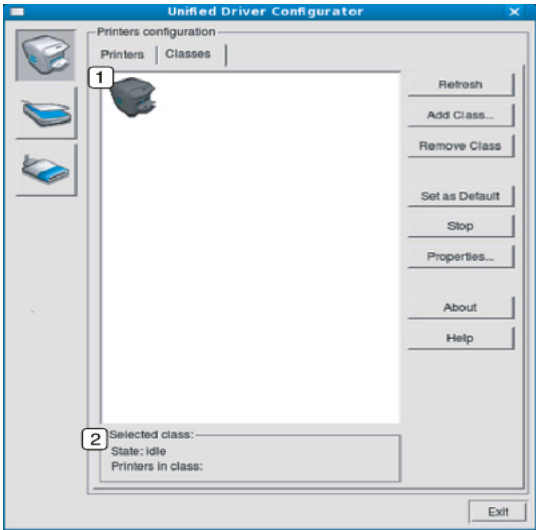 Unified Driver Configurator
Printers configuration
Printers
Classes
1
Refresh
Add Class...
Remove Class
Set as Default
Stop
Properties...
About
Help
2
Selected class:
State: idle
Printers in class:
Exit